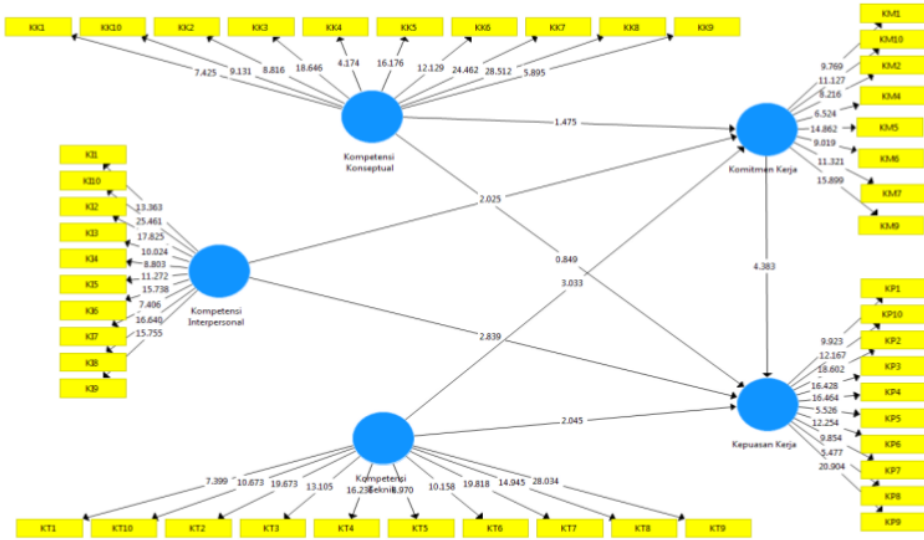 KK1 KK10 KK2 KK3 KK4 KK5 KK6 KK7 KK8 KK9
7.425 9.131 8.816 18.646 4.174 16.176 12.129 24.462 28.512 5.895
Kompetensi
Konseptual
KM1
KM10
KM2
KM4
KM5
KM6
KM7
KM9
9.769
11.127
8.216
6.524
14.862
9.019
11.321
15.899
Komitmen Kerja
1.475
2.025
0.849
3.033
4.383
2.839
2.045
KI1
KI10
KI2
KI3
KI4
KI5
KI6
KI7
KI8
KI9
13.363
25.461
17.825
10.024
8.803
11.272
15.738
7.406
16.640
15.755
Kompetensi
Interpersonal
KP1
KP10
KP2
KP3
KP4
KP5
KP6
KP7
KP8
KP9
9.923
12.167
18.602
16.428
16.464
5.526
12.254
9.854
5.477
20.904
Kepuasan Kerja
Kompetensi
Teknik
7.399 10.673 19.673 13.105 10.158 19.818 14.945 28.034
KT1 KT10 KT2 KT3 KT4 KT5 KT6 KT7 KT8 KT9